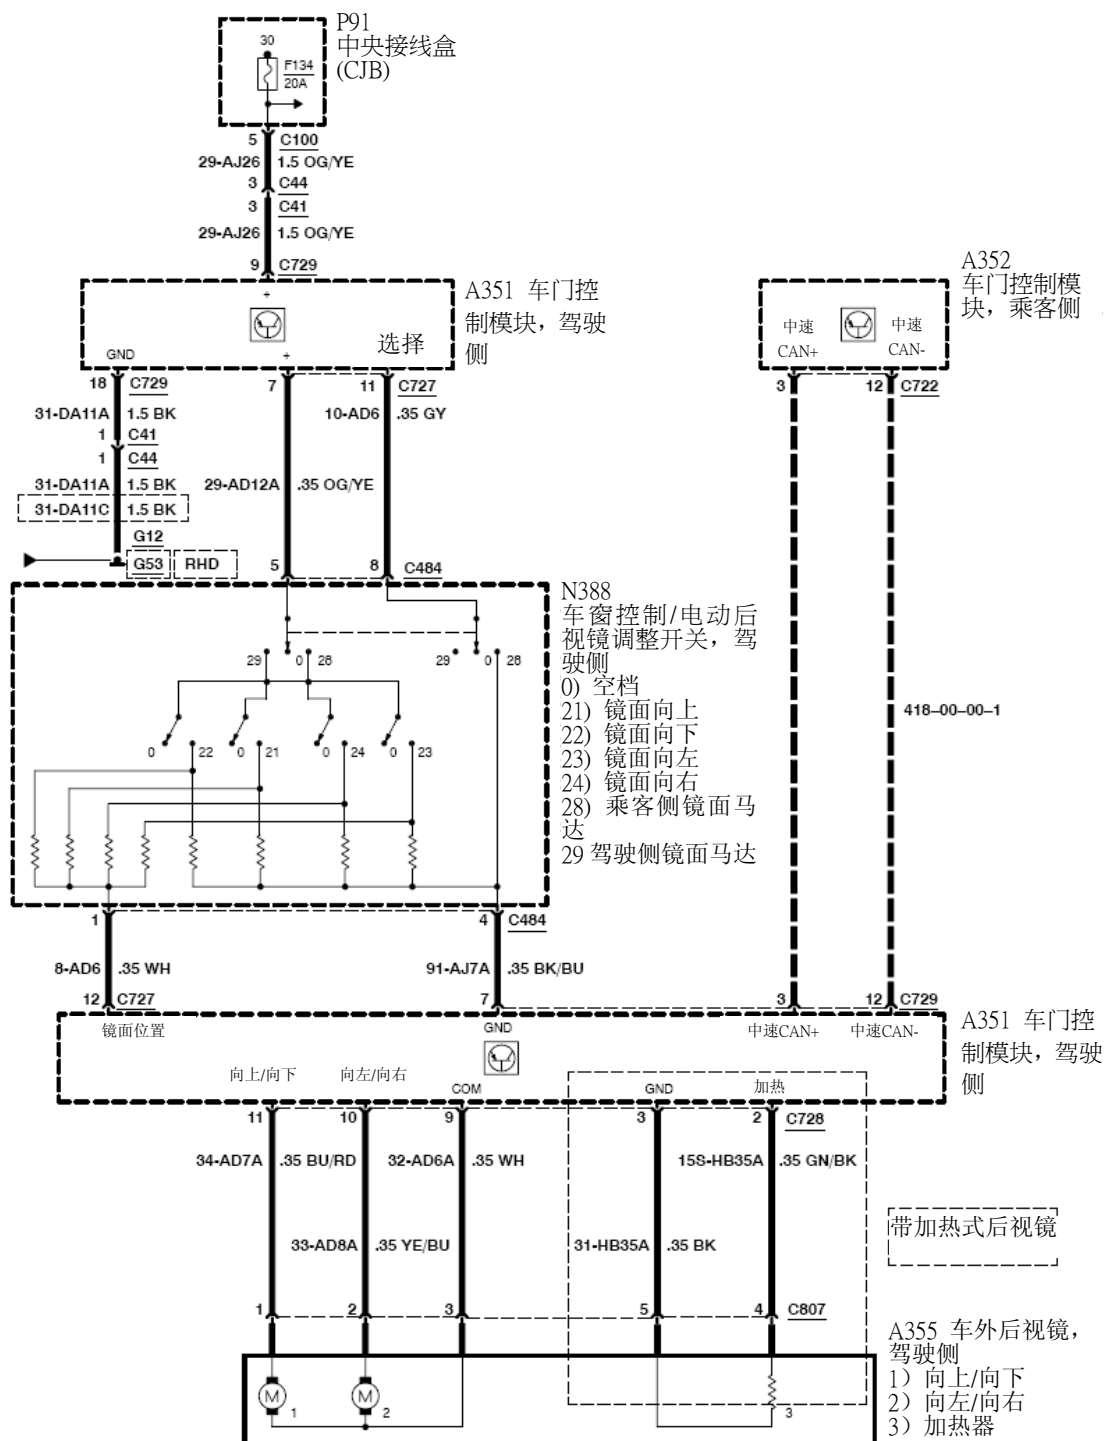 P91
中央接线盒
(CJB)
30
F134
20A
5 C100
29-AJ26 1.5 OG/YE
3 C44
3 C41
29-AJ26 1.5 OG/YE
9 C729
+
A351 车门控
制模块，驾驶
侧
选择
GND
+
A352
车门控制模
块，乘客侧
中速
CAN+
中速
CAN-
18 C729
7
11 C727
3
12 C722
31-DA11A 1.5 BK
10-AD6 .35 GY
1 C41
1 C44
31-DA11A 1.5 BK
29-AD12A .35 OG/YE
31-DA11C 1.5 BK
G12
G53 RHD
5
8 C484
N388
车窗控制/电动后
视镜调整开关，驾
驶侧
0) 空档
21) 镜面向上
22) 镜面向下
23) 镜面向左
24) 镜面向右
28) 乘客侧镜面马
达
29 驾驶侧镜面马达
29 0 28
29 0 28
0 22 0 21 0 24 0 23
418-00-00-1
1
4 C484
8-AD6 .35 WH
91-AJ7A .35 BK/BU
12 C727
7
3
12 C729
镜面位置
GND
中速CAN+
中速CAN-
A351 车门控
制模块，驾驶
侧
向上/向下
向左/向右
COM
GND
加热
11
10
9
3
2 C728
34-AD7A .35 BU/RD
32-AD6A .35 WH
15S-HB35A .35 GN/BK
33-AD8A .35 YE/BU
31-HB35A .35 BK
带加热式后视镜
1
2
3
5
4 C807
A355 车外后视镜，
驾驶侧
1）向上/向下
2）向左/向右
3）加热器
M 1
M 2
3